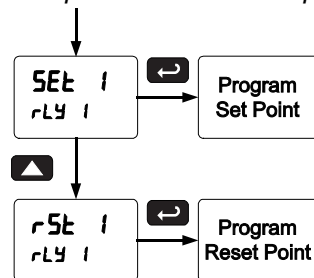 SEt 1
rLY 1
Program
Set Point
rSt 1
rLY 1
Program
Reset Point